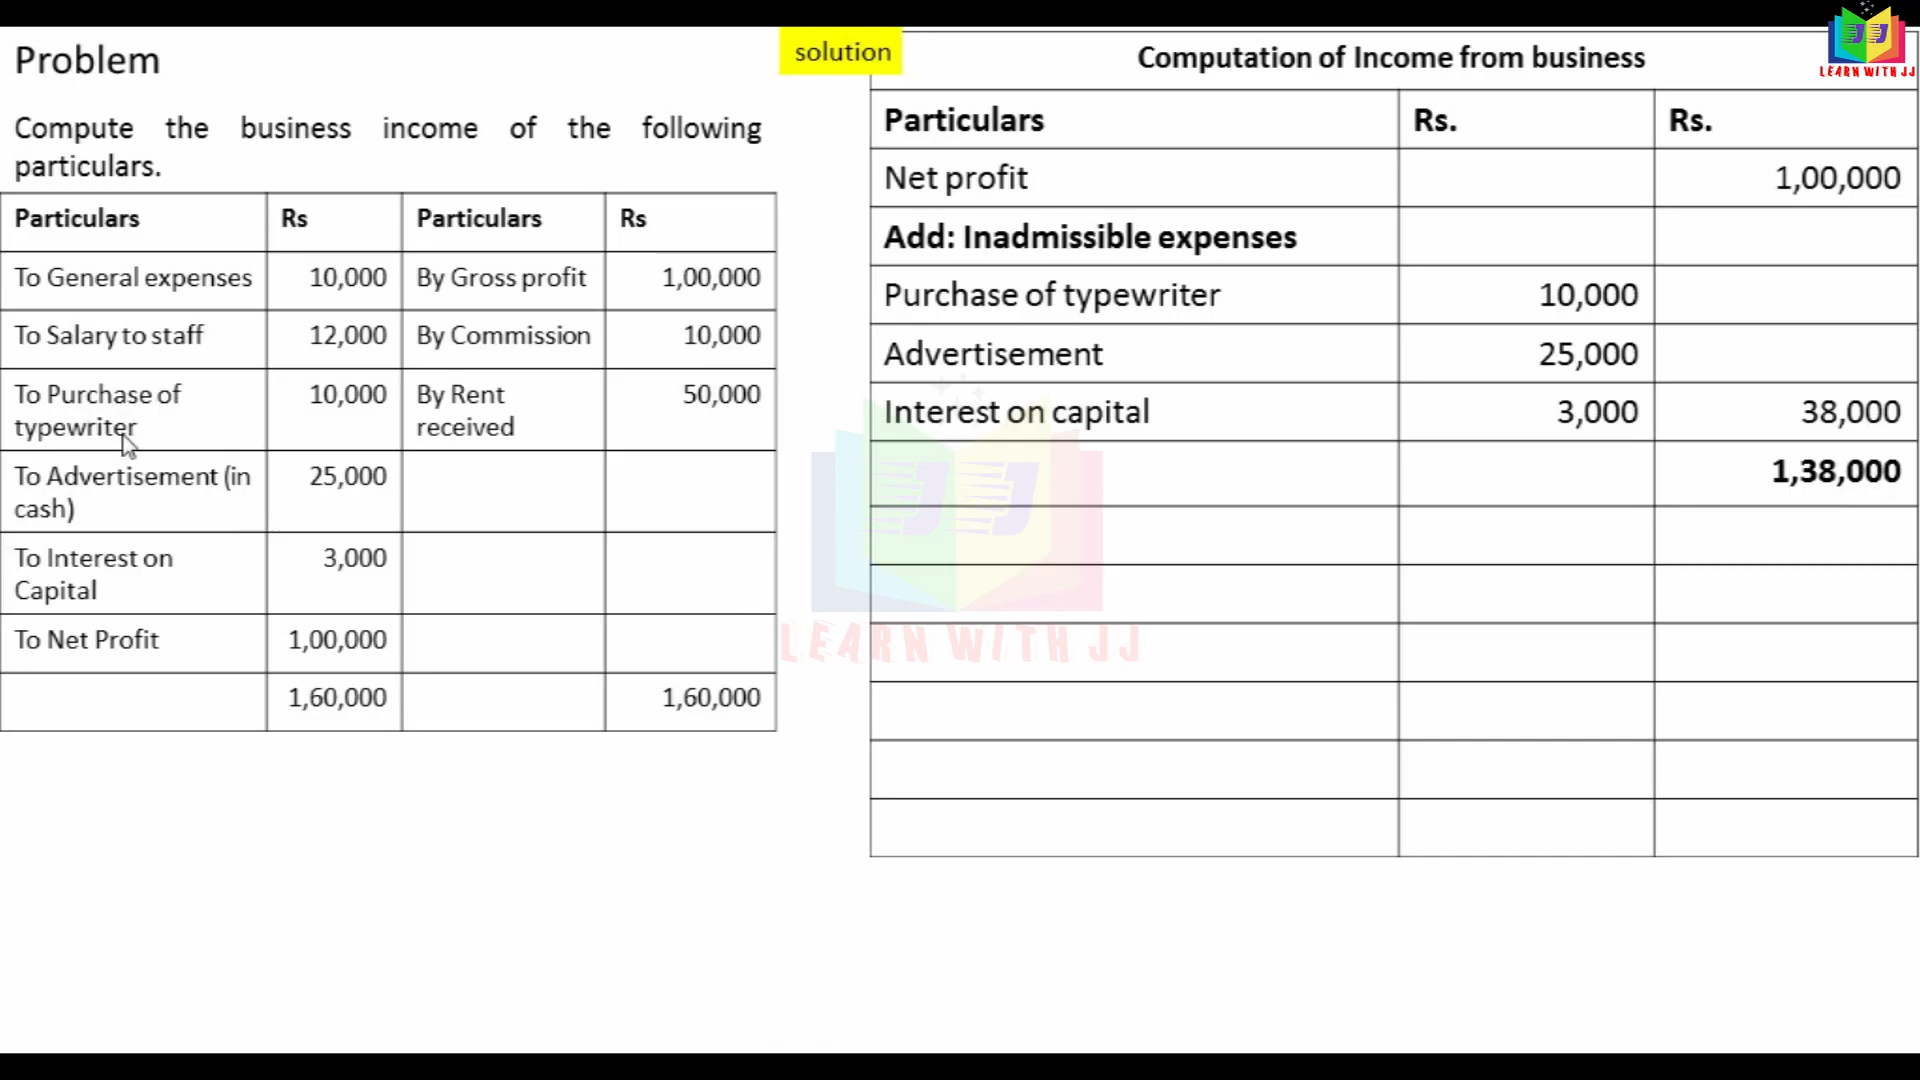 Problem
Compute the business income of the following
particulars.
Particulars Rs Particulars Rs
To General expenses 10,000 By Gross profit 1,00,000
To Salary to staff 12,000 By Commission 10,000
To Purchase of 10,000 By Rent 50,000
typewriter received
To Advertisement (in 25,000
cash)
To Interest on 3,000
Capital
To Net Profit 1,00,000
1,60,000 1,60,000
solution
Computation of Income from business
Particulars Rs. Rs.
Net profit 1,00,000
Add: Inadmissible expenses
Purchase of typewriter 10,000
Advertisement 25,000
Interest on capital 3,000 38,000
1,38,000
JJ
LEARN WITH JJ
JJ
LEARN WITH JJ